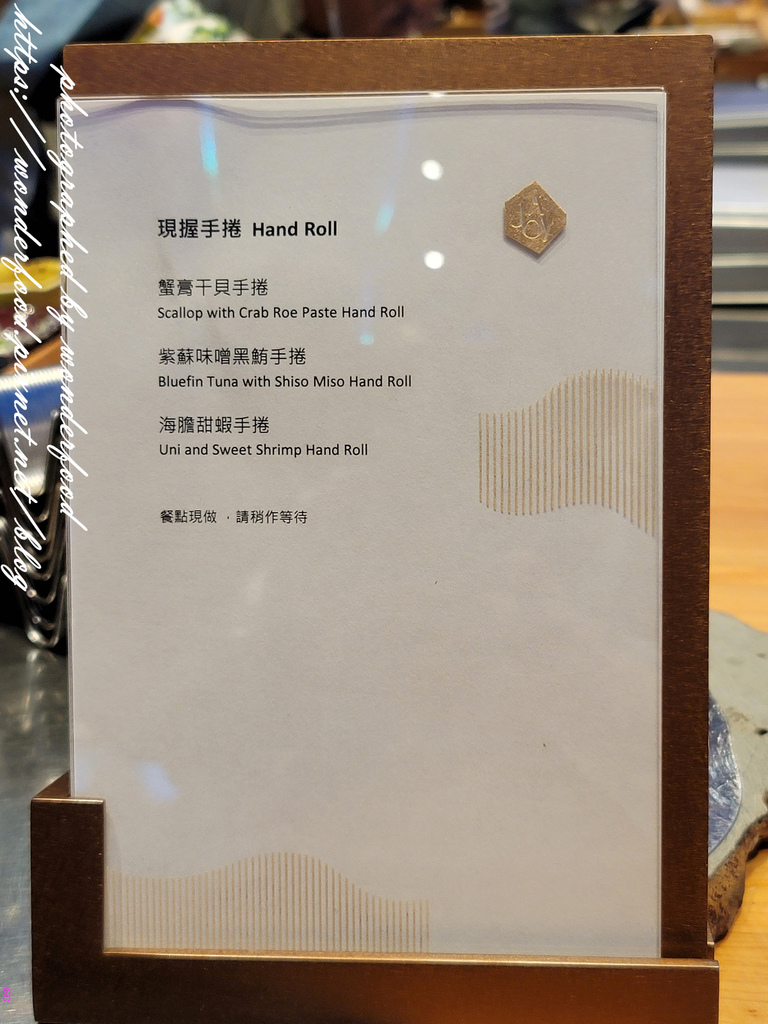 現握手捲 Hand Roll
蟹膏干貝手捲
Scallop with Crab Roe Paste Hand Roll
紫蘇味噌黑鮪手捲
Bluefin Tuna with Shiso Miso Hand Roll
海膽甜蝦手捲
Uni and Sweet Shrimp Hand Roll
餐點現做，請稍作等待
photographed by wonderfood
https://wonderfood.pixnet.net/blog